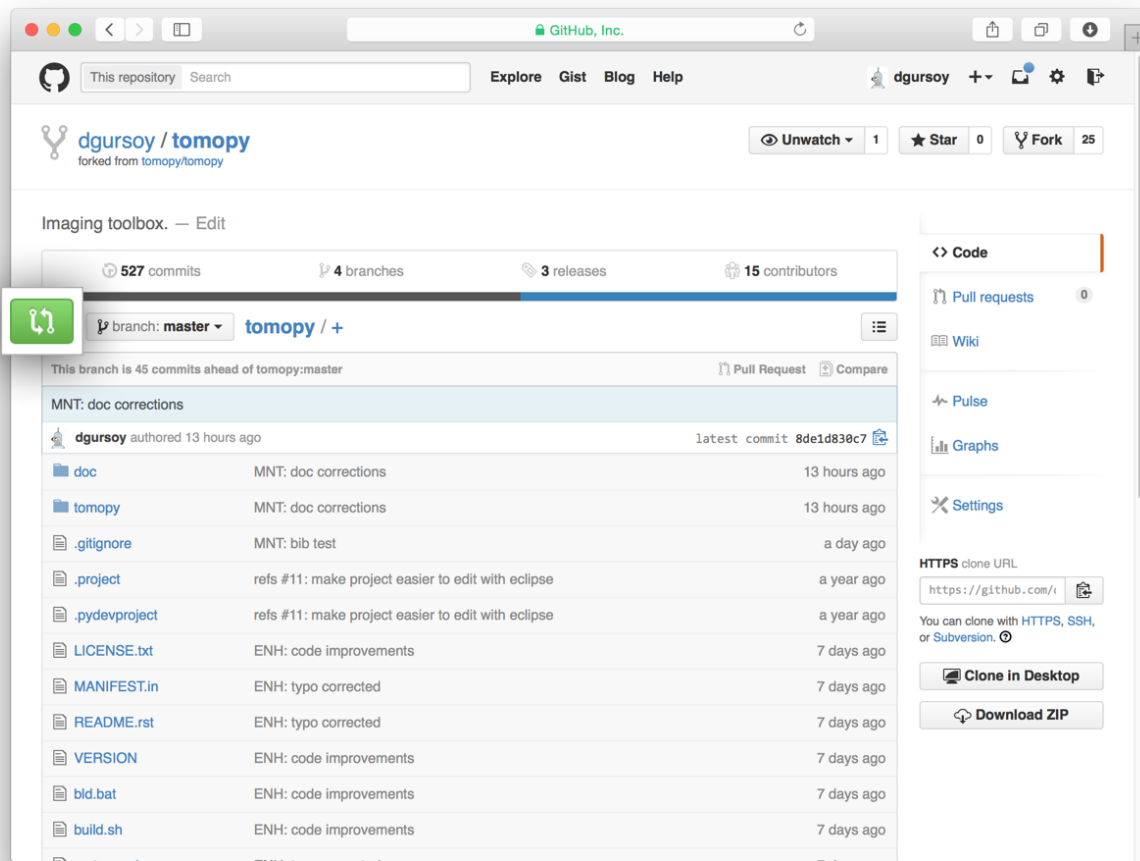 GitHub, Inc.
This repository Search Explore Gist Blog Help dgursoy
dgursoy / tomopy
forked from tomopy/tomopy
Unwatch 1 Star 0 Fork 25
Imaging toolbox. — Edit
527 commits 4 branches 3 releases 15 contributors
branch: master tomopy / +
This branch is 45 commits ahead of tomopy:master Pull Request Compare
MNT: doc corrections
dgursoy authored 13 hours ago latest commit 8de1d830c7
doc MNT: doc corrections 13 hours ago
tomopy MNT: doc corrections 13 hours ago
.gitignore MNT: bib test a day ago
.project refs #11: make project easier to edit with eclipse a year ago
.pydevproject refs #11: make project easier to edit with eclipse a year ago
LICENSE.txt ENH: code improvements 7 days ago
MANIFEST.in ENH: typo corrected 7 days ago
README.rst ENH: typo corrected 7 days ago
VERSION ENH: code improvements 7 days ago
bld.bat ENH: code improvements 7 days ago
build.sh ENH: code improvements 7 days ago
Code
Pull requests 0
Wiki
Pulse
Graphs
Settings
HTTPS clone URL
https://github.com/
You can clone with HTTPS, SSH,
or Subversion.
Clone in Desktop
Download ZIP